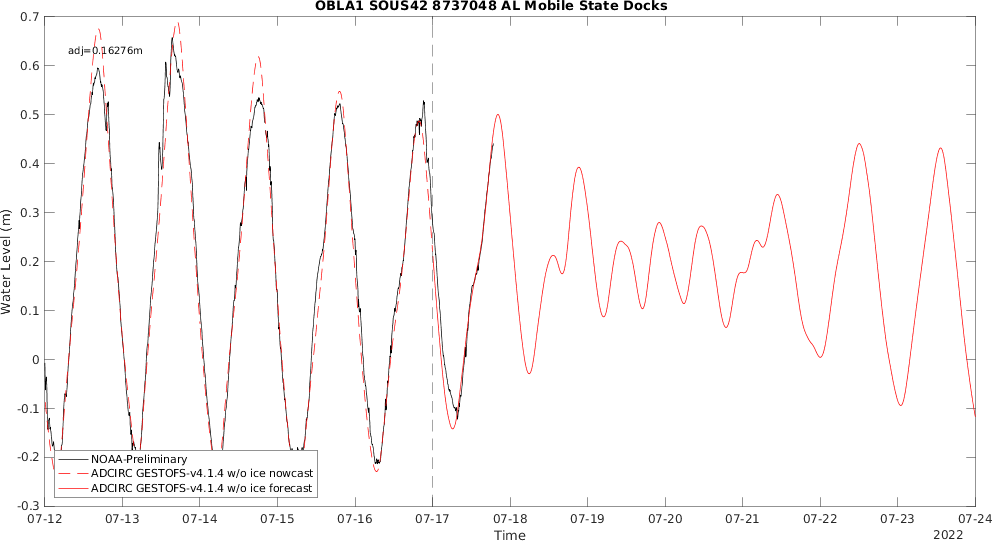 OBLA1 SOUS42 8737048 AL Mobile State Docks
adj=0.16276m
Water Level (m)
0.7
0.6
0.5
0.4
0.3
0.2
0.1
0
-0.1
-0.2
-0.3
NOAA-Preliminary
ADCIRC GESTOFS-v4.1.4 w/o ice nowcast
ADCIRC GESTOFS-v4.1.4 w/o ice forecast
07-12 07-13 07-14 07-15 07-16 07-17 07-18 07-19 07-20 07-21 07-22 07-23 07-24
Time
2022